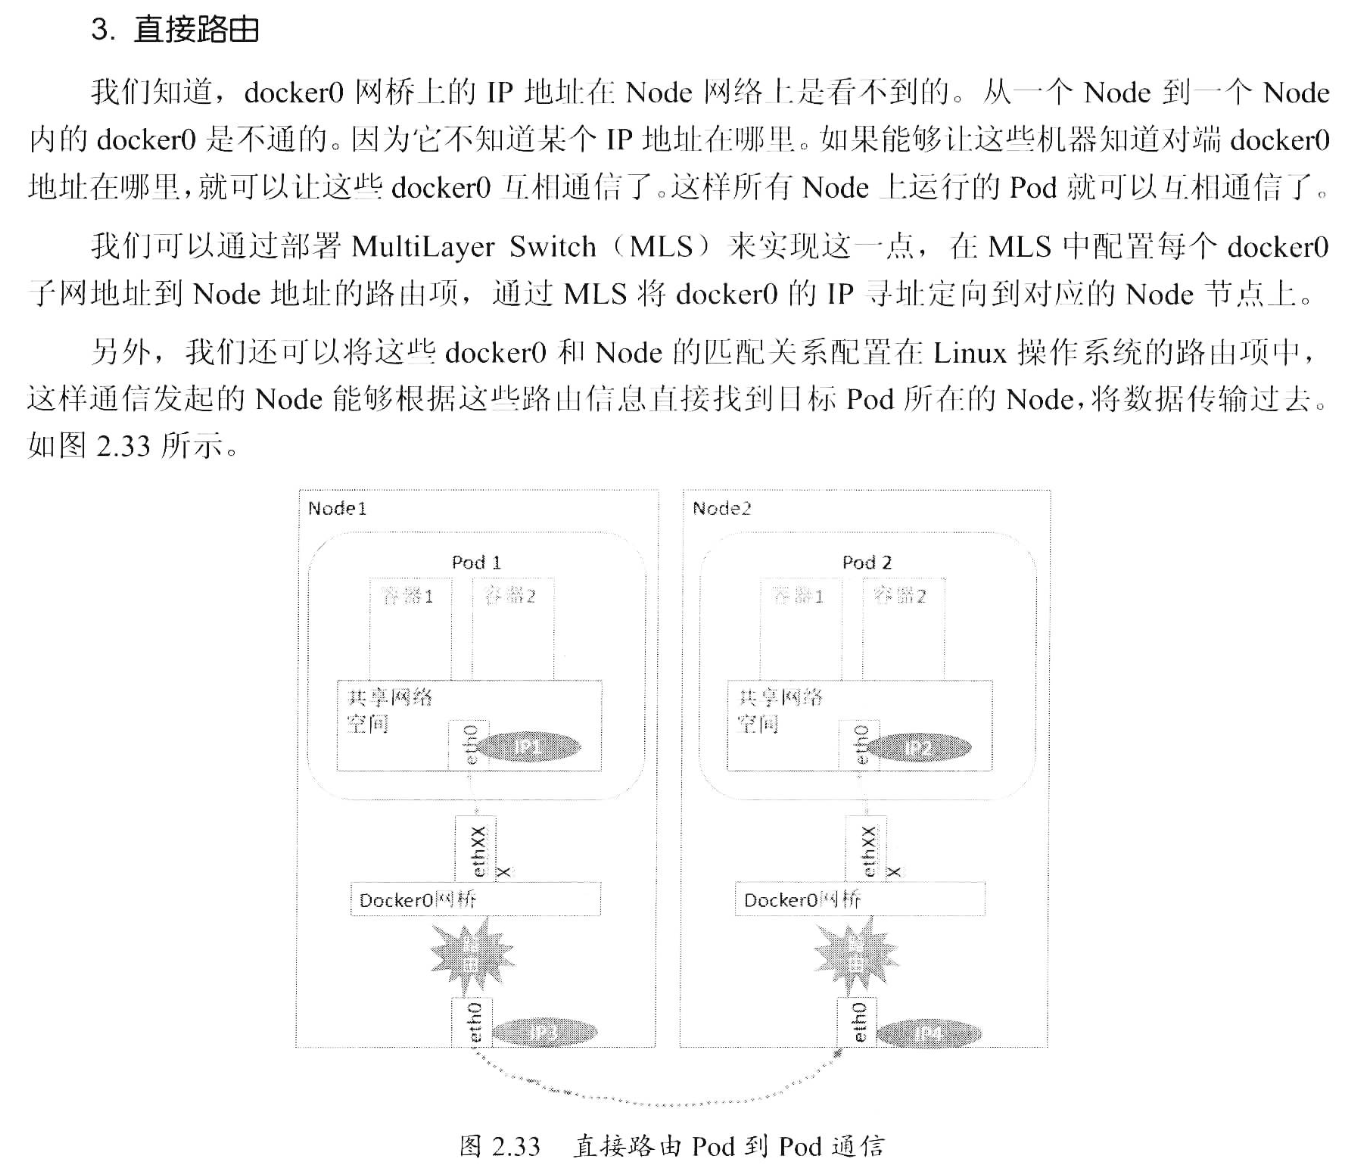 3. 直接路由
我们知道，docker0 网桥上的 IP 地址在 Node 网络上是看不到的。从一个 Node 到一个 Node
内的 docker0 是不通的。因为它不知道某个 IP 地址在哪里。如果能够让这些机器知道对端 docker0
地址在哪里，就可以让这些 docker0 互相通信了。这样所有 Node 上运行的 Pod 就可以互相通信了。
我们可以通过部署 MultiLayer Switch（MLS）来实现这一点，在 MLS 中配置每个 docker0
子网地址到 Node 地址的路由项，通过 MLS 将 docker0 的 IP 寻址定向到对应的 Node 节点上。
另外，我们还可以将这些 docker0 和 Node 的匹配关系配置在 Linux 操作系统的路由项中，
这样通信发起的 Node 能够根据这些路由信息直接找到目标 Pod 所在的 Node，将数据传输过去。
如图 2.33 所示。
Node1
Pod 1
容器1
容器2
共享网络
空间
eth0
IP1
ethXX
X
Docker0网桥
路
由
eth0
IP3
Node2
Pod 2
容器1
容器2
共享网络
空间
eth0
IP2
ethXX
X
Docker0网桥
路
由
eth0
IP4
图 2.33 直接路由 Pod 到 Pod 通信